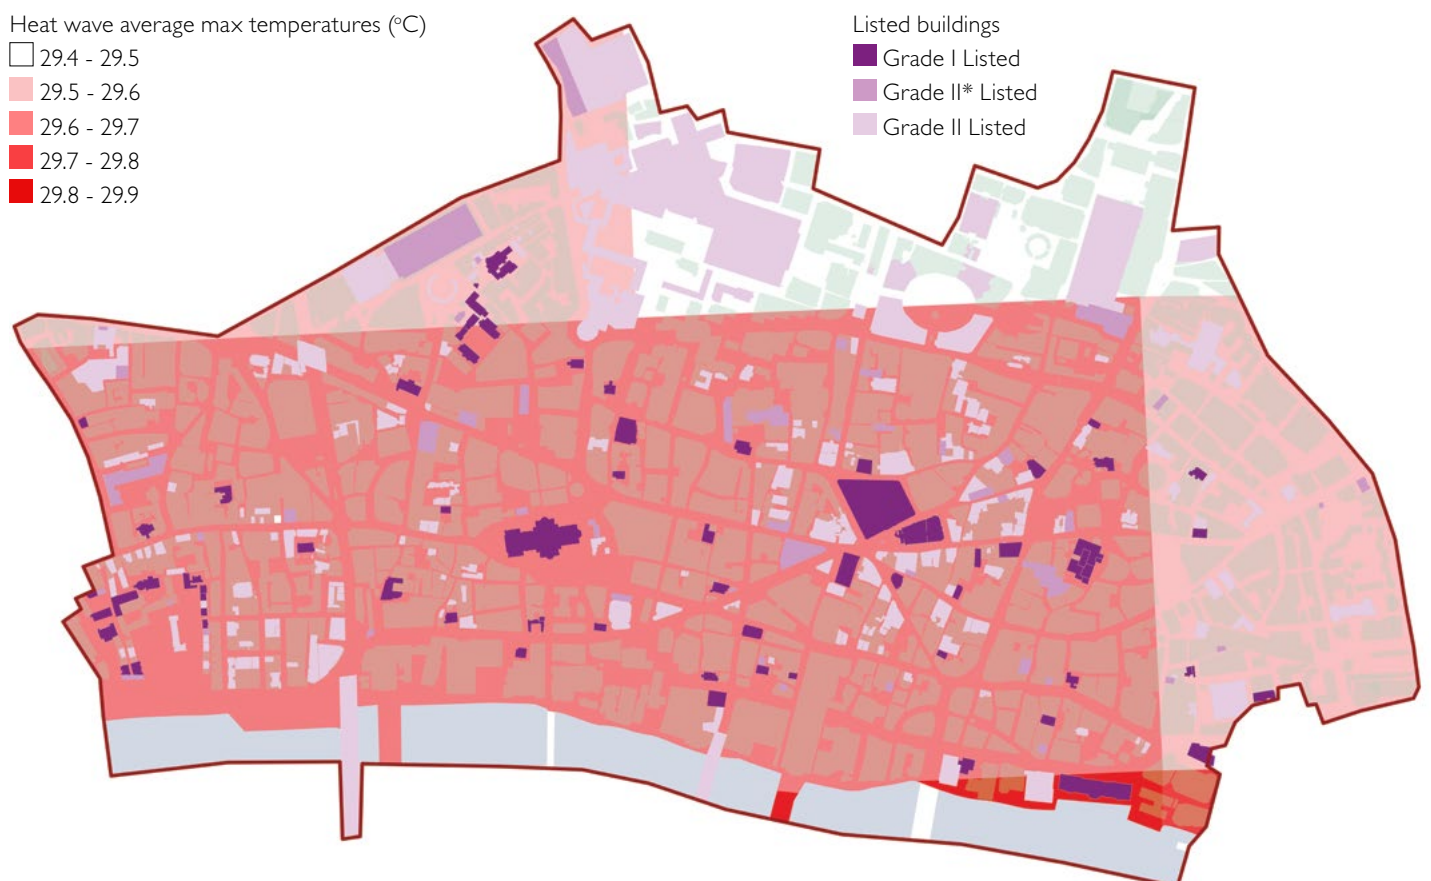 Heat wave average max temperatures (°C)
29.4 - 29.5
29.5 - 29.6
29.6 - 29.7
29.7 - 29.8
29.8 - 29.9
Listed buildings
Grade I Listed
Grade II* Listed
Grade II Listed